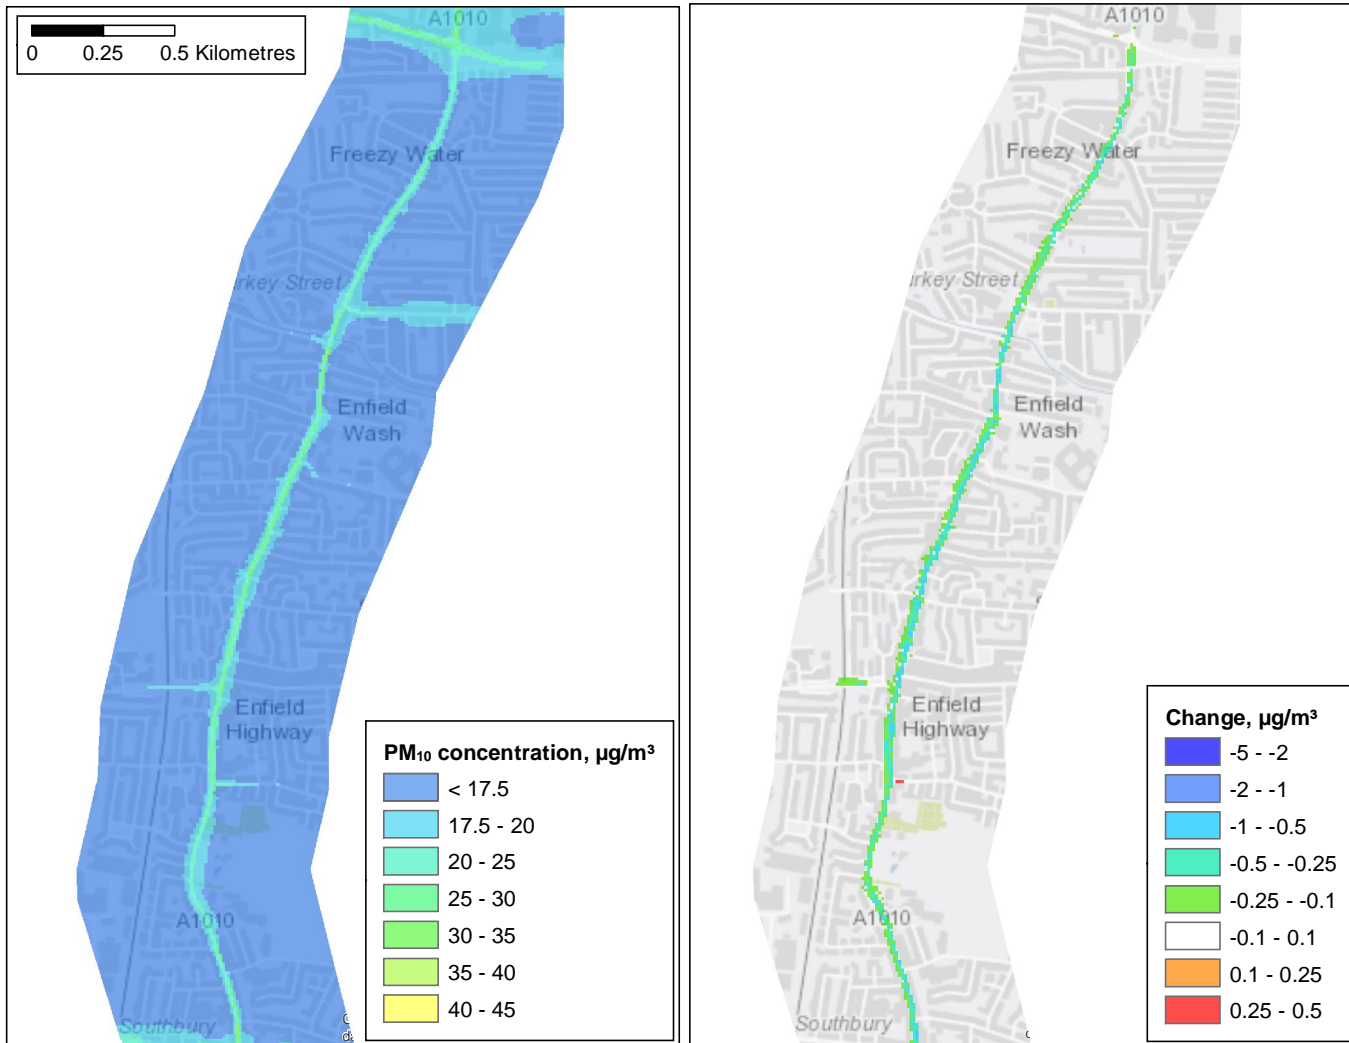 A1010
0 0.25 0.5 Kilometres
Freezy Water
rkey Street
Enfield
Wash
Enfield
Highway
A1010
Southbury
PM₁₀ concentration, µg/m³
< 17.5
17.5 - 20
20 - 25
25 - 30
30 - 35
35 - 40
40 - 45
A1010
Freezy Water
rkey Street
Enfield
Wash
Enfield
Highway
A1010
Southbury
Change, µg/m³
-5 - -2
-2 - -1
-1 - -0.5
-0.5 - -0.25
-0.25 - -0.1
-0.1 - 0.1
0.1 - 0.25
0.25 - 0.5